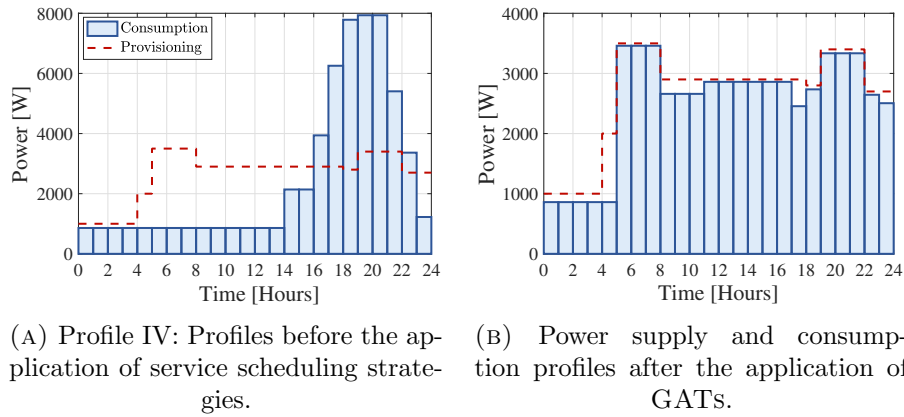 8000
6000
4000
2000
0
Power [W]
Consumption
Provisioning
0 2 4 6 8 10 12 14 16 18 20 22 24
Time [Hours]
4000
3000
2000
1000
0
Power [W]
0 2 4 6 8 10 12 14 16 18 20 22 24
Time [Hours]
(A) Profile IV: Profiles before the ap-
plication of service scheduling strate-
gies.
(B) Power supply and consump-
tion profiles after the application of
GATs.